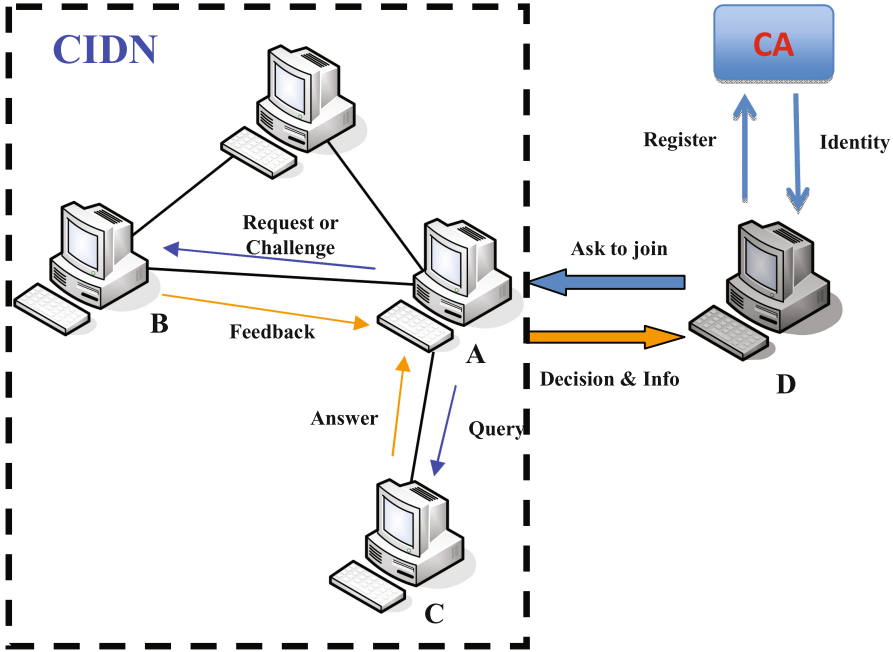 CIDN
CA
Register
Identity
Request or
Challenge
Ask to join
B
Feedback
A
Decision & Info
D
Answer
Query
C